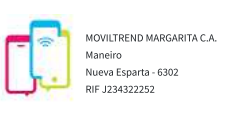 MOVILTREND MARGARITA C.A.
Maneiro
Nueva Esparta - 6302
RIF J234322252